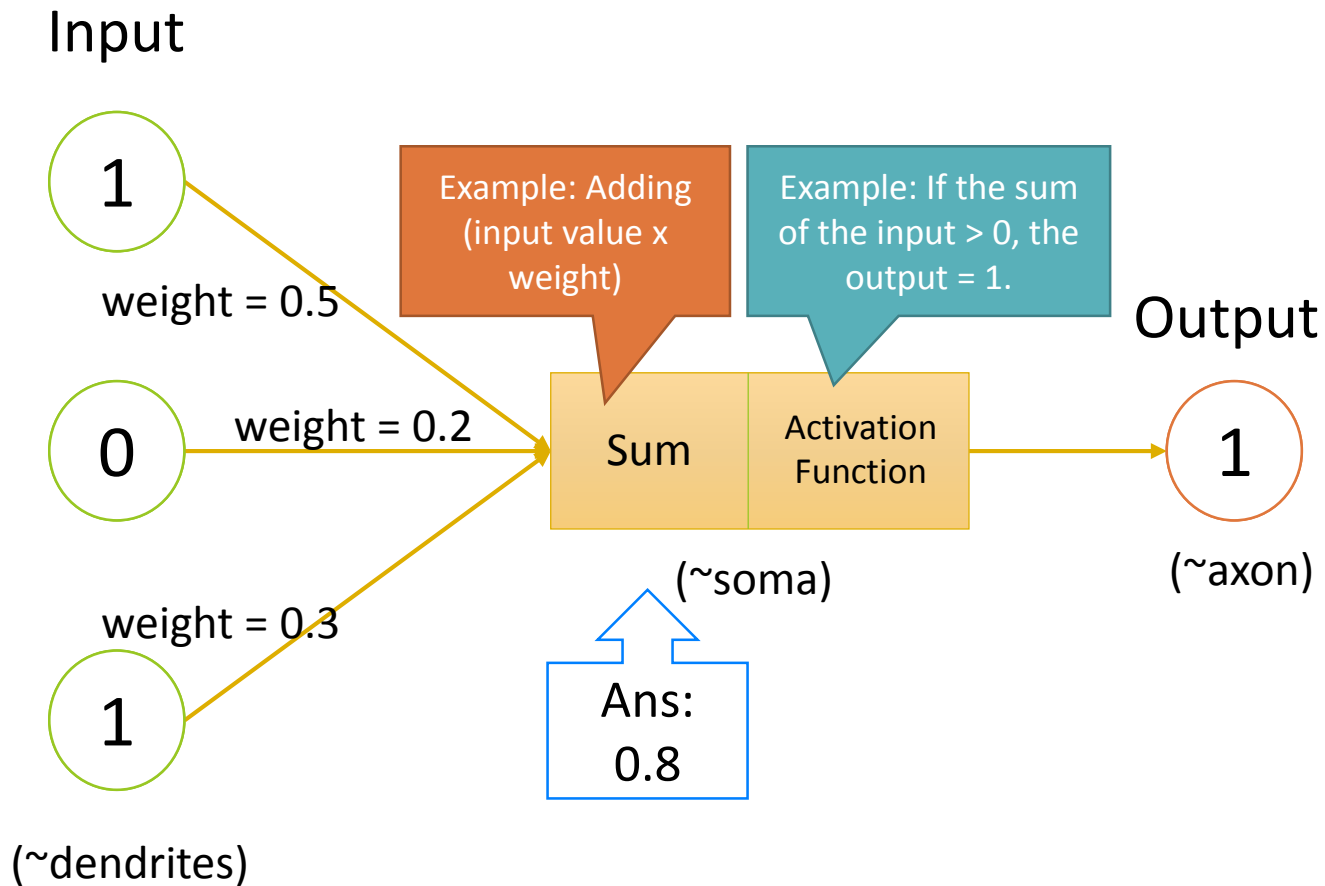 Input
1
weight = 0.5
0
weight = 0.2
1
weight = 0.3
(~dendrites)
Example: Adding
(input value x
weight)
Example: If the sum
of the input > 0, the
output = 1.
Sum
Activation
Function
(~soma)
Ans:
0.8
Output
1
(~axon)